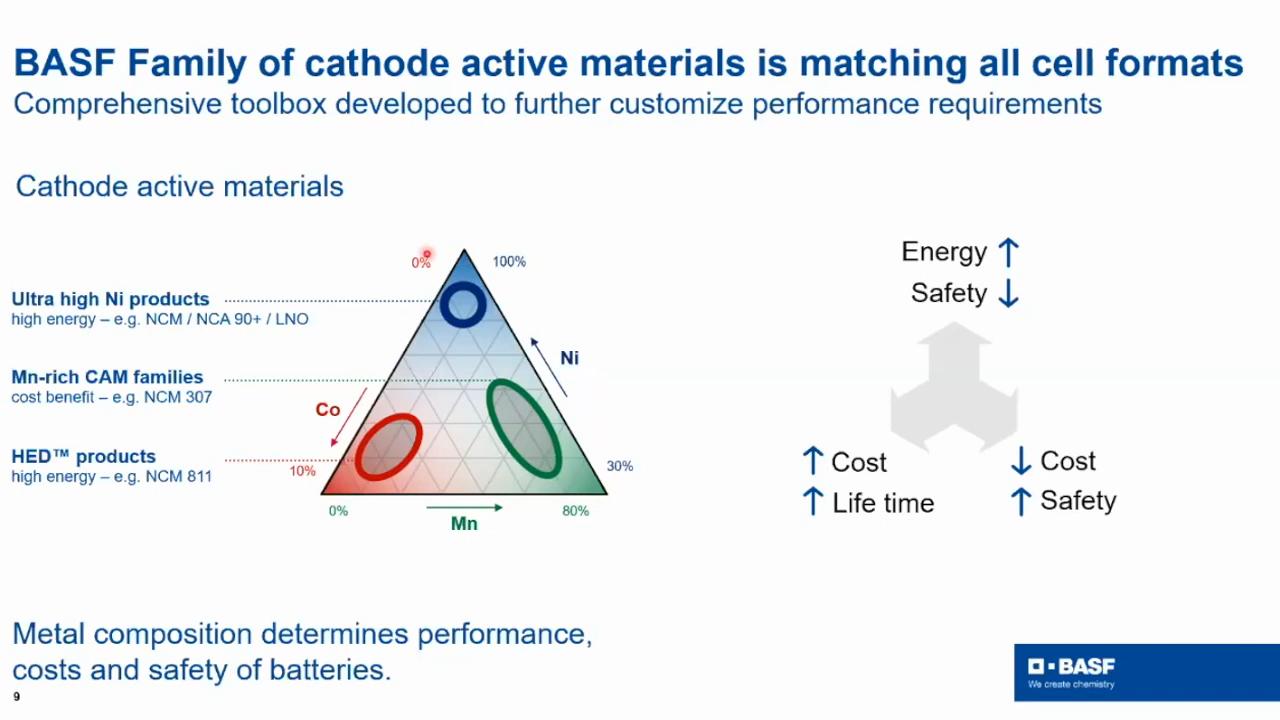 BASF Family of cathode active materials is matching all cell formats
Comprehensive toolbox developed to further customize performance requirements
Cathode active materials
0%
100%
Ultra high Ni products
high energy – e.g. NCM / NCA 90+ / LNO
Ni
Mn-rich CAM families
cost benefit – e.g. NCM 307
Co
HED™ products
high energy – e.g. NCM 811
10%
30%
0%
80%
Mn
Energy ↑
Safety ↓
↑ Cost
↑ Life time
↓ Cost
↑ Safety
Metal composition determines performance,
costs and safety of batteries.
9
BASF
We create chemistry